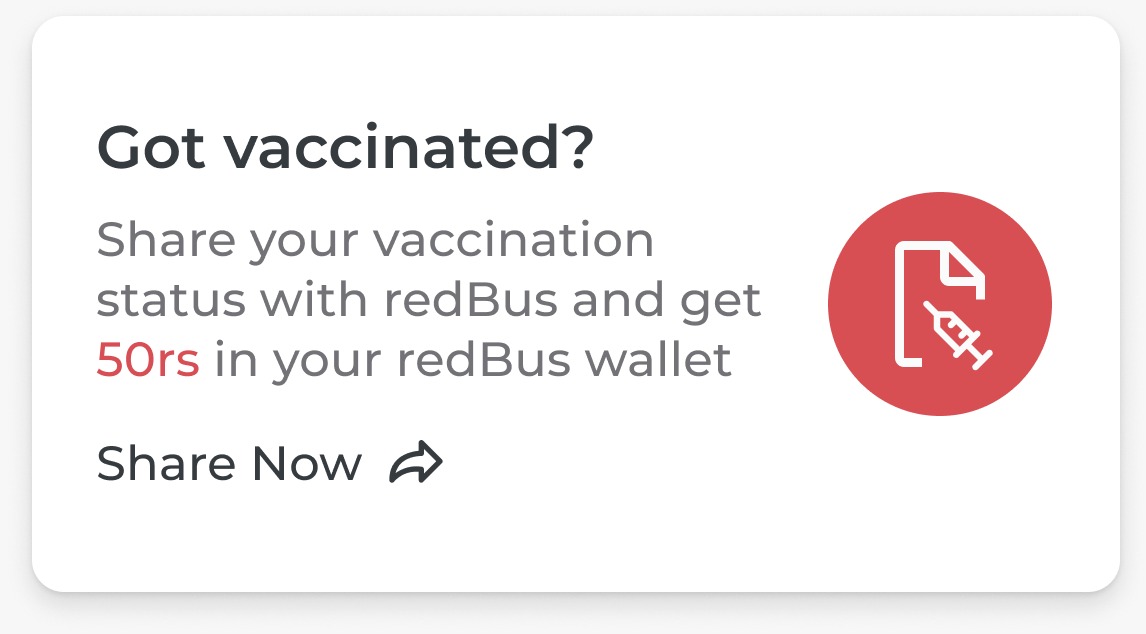 Got vaccinated?
Share your vaccination
status with redBus and get
50rs in your redBus wallet
Share Now